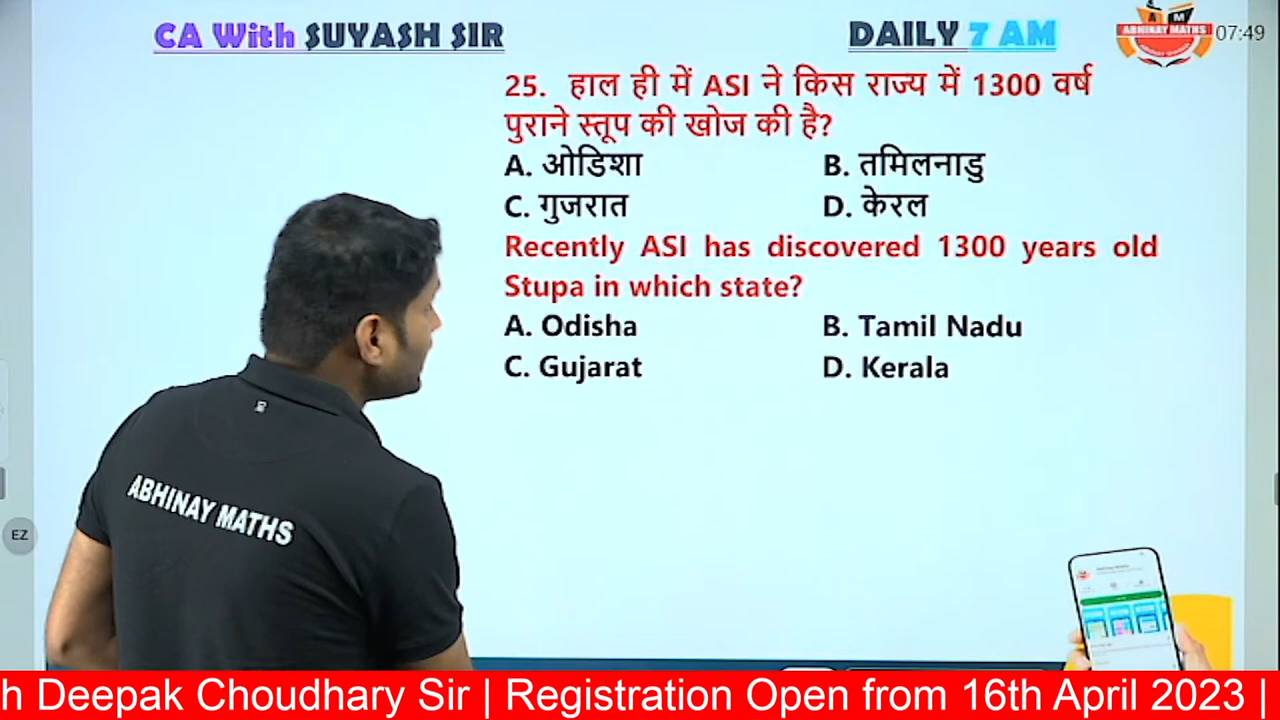 CA With SUYASH SIR
DAILY 7 AM
A M
ABHINAY MATHS
07:49
25. हाल ही में ASI ने किस राज्य में 1300 वर्ष
पुराने स्तूप की खोज की है?
A. ओडिशा B. तमिलनाडु
C. गुजरात D. केरल
Recently ASI has discovered 1300 years old
Stupa in which state?
A. Odisha B. Tamil Nadu
C. Gujarat D. Kerala
ABHINAY MATHS
EZ
h Deepak Choudhary Sir | Registration Open from 16th April 2023 |